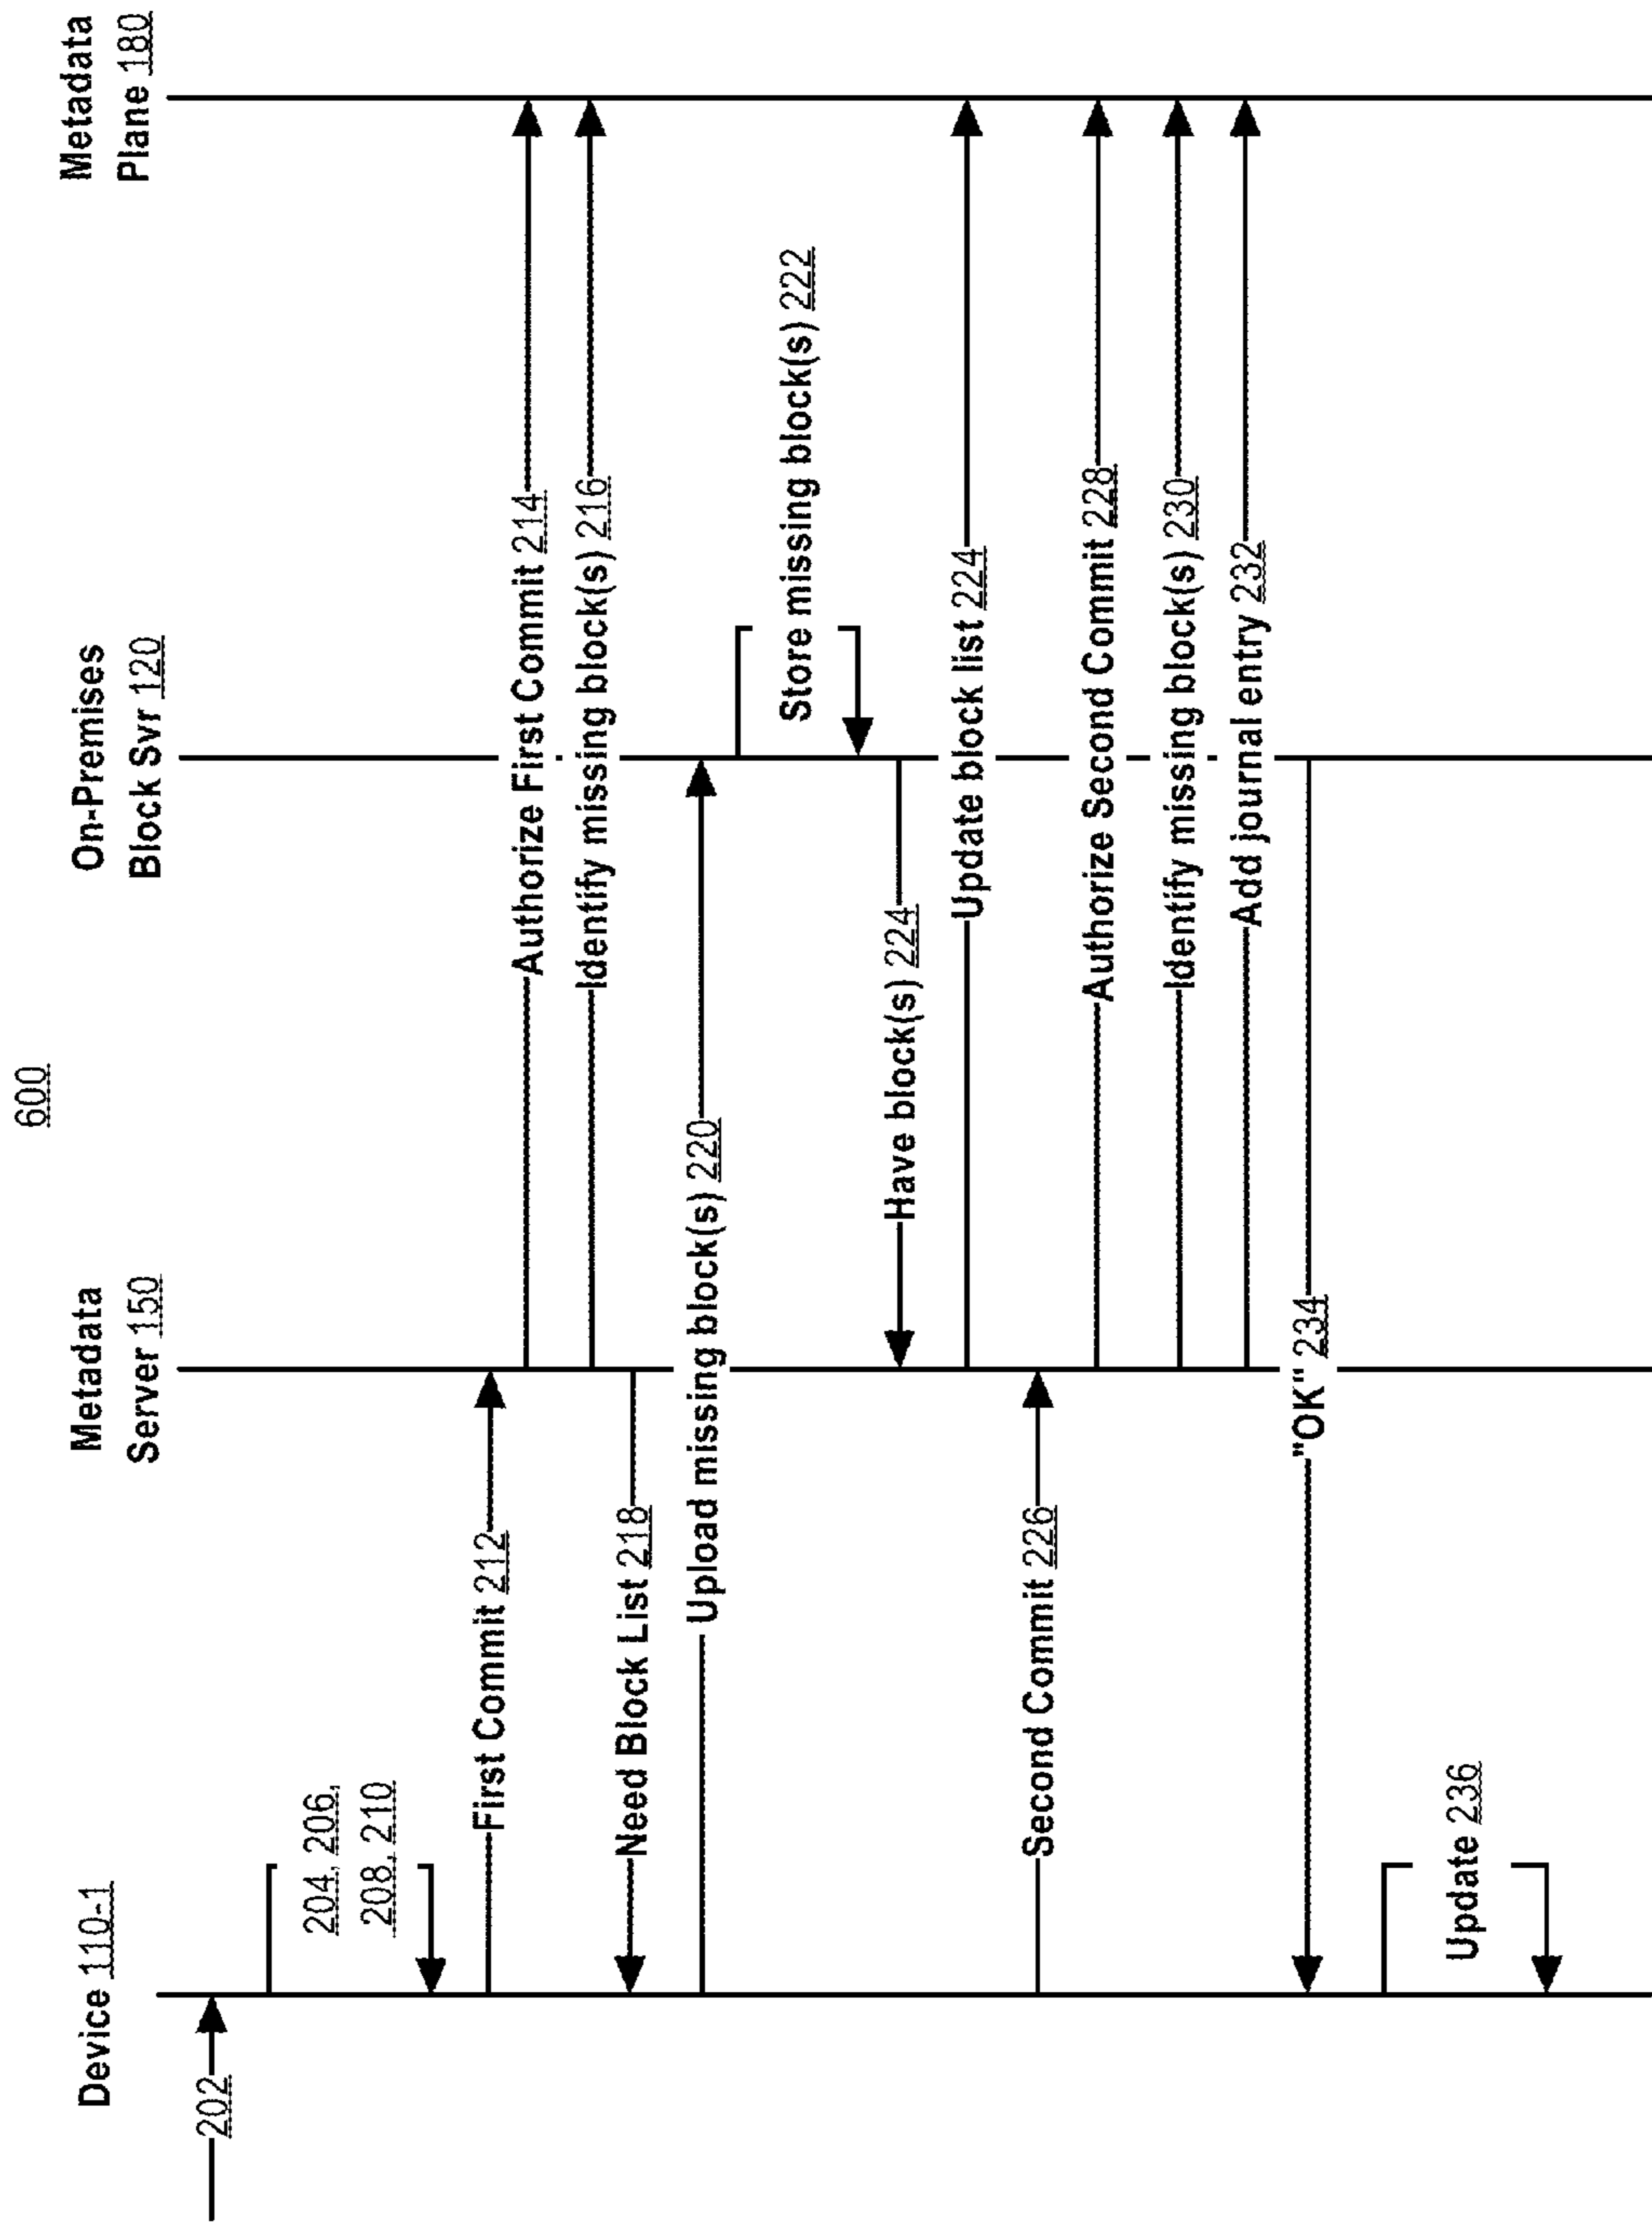 600
Device 110-1
Metadata
Server 150
On-Premises
Block Svr 120
Metadata
Plane 180
202
204, 206,
208, 210
First Commit 212
Authorize First Commit 214
Identify missing block(s) 216
Need Block List 218
Upload missing block(s) 220
Store missing block(s) 222
Have block(s) 224
Update block list 224
Second Commit 226
Authorize Second Commit 228
Identify missing block(s) 230
Add journal entry 232
"OK" 234
Update 236